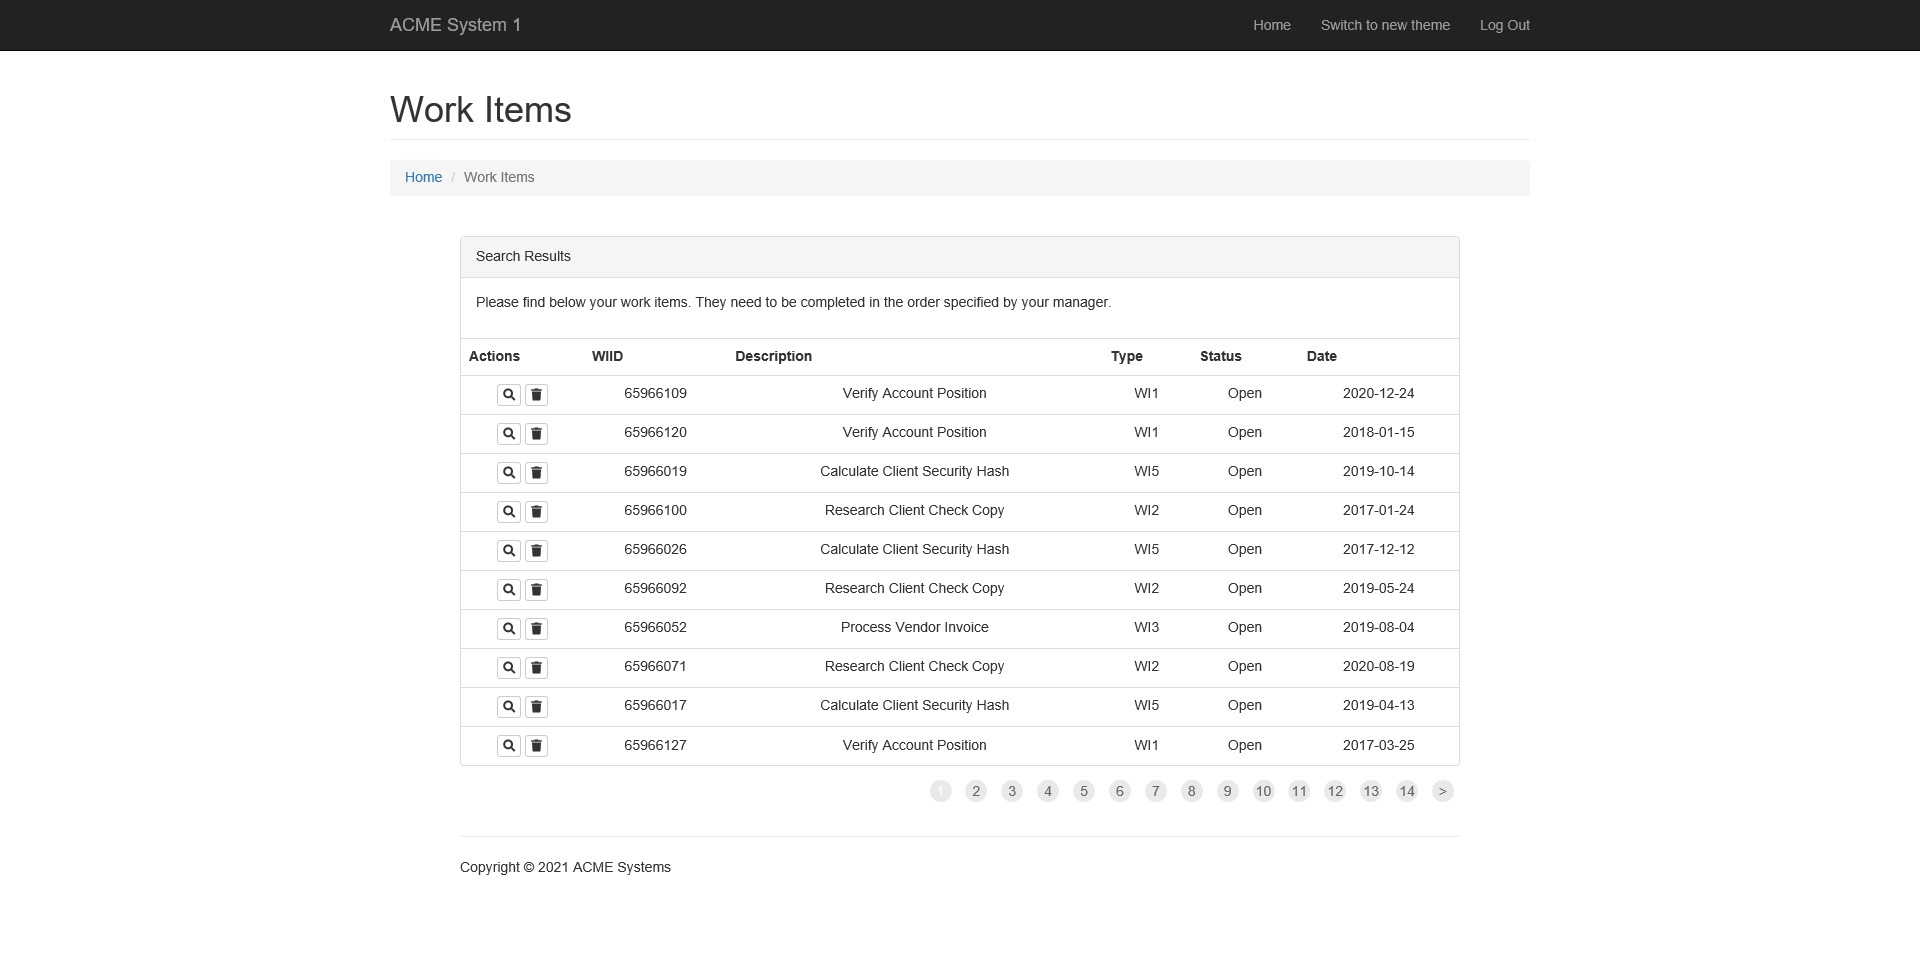 ACME System 1 Home Switch to new theme Log Out
Work Items
Home / Work Items
Search Results
Please find below your work items. They need to be completed in the order specified by your manager.
Actions WIID Description Type Status Date
65966109 Verify Account Position WI1 Open 2020-12-24
65966120 Verify Account Position WI1 Open 2018-01-15
65966019 Calculate Client Security Hash WI5 Open 2019-10-14
65966100 Research Client Check Copy WI2 Open 2017-01-24
65966026 Calculate Client Security Hash WI5 Open 2017-12-12
65966092 Research Client Check Copy WI2 Open 2019-05-24
65966052 Process Vendor Invoice WI3 Open 2019-08-04
65966071 Research Client Check Copy WI2 Open 2020-08-19
65966017 Calculate Client Security Hash WI5 Open 2019-04-13
65966127 Verify Account Position WI1 Open 2017-03-25
1 2 3 4 5 6 7 8 9 10 11 12 13 14 >
Copyright © 2021 ACME Systems